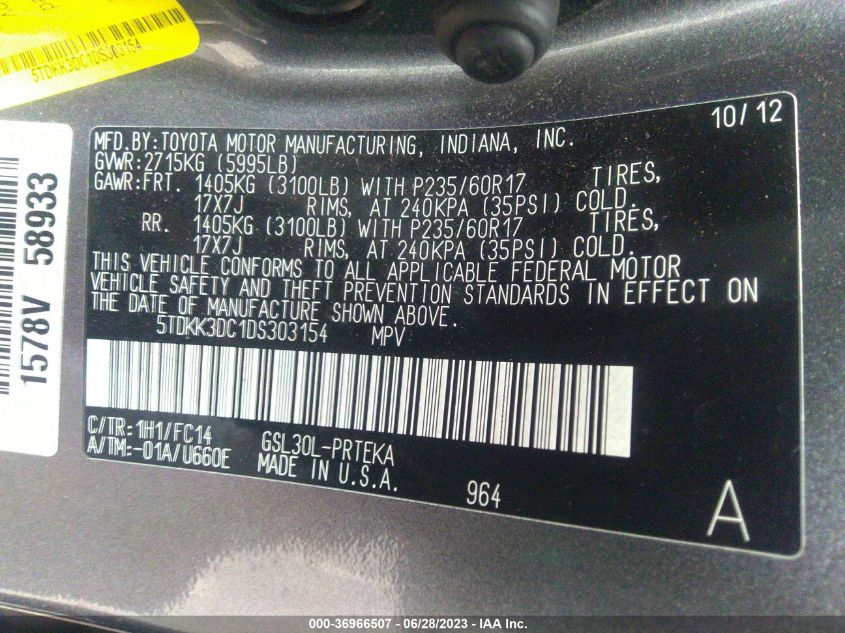 5TDKK3DC1DS303154
1578V 58933
10/12
MFD.BY:TOYOTA MOTOR MANUFACTURING, INDIANA, INC.
GVWR:2715KG (5995LB)
GAWR:FRT. 1405KG (3100LB) WITH P235/60R17 TIRES,
17X7J RIMS, AT 240KPA (35PSI) COLD.
RR. 1405KG (3100LB) WITH P235/60R17 TIRES,
17X7J RIMS, AT 240KPA (35PSI) COLD.
THIS VEHICLE CONFORMS TO ALL APPLICABLE FEDERAL MOTOR
VEHICLE SAFETY AND THEFT PREVENTION STANDARDS IN EFFECT ON
THE DATE OF MANUFACTURE SHOWN ABOVE.
5TDKK3DC1DS303154 MPV
C/TR:1H1/FC14 GSL30L-PRTEKA
A/TM:-01A/U660E MADE IN U.S.A.
964
A
000-36966507 / 06/28/2023 - IAA Inc.